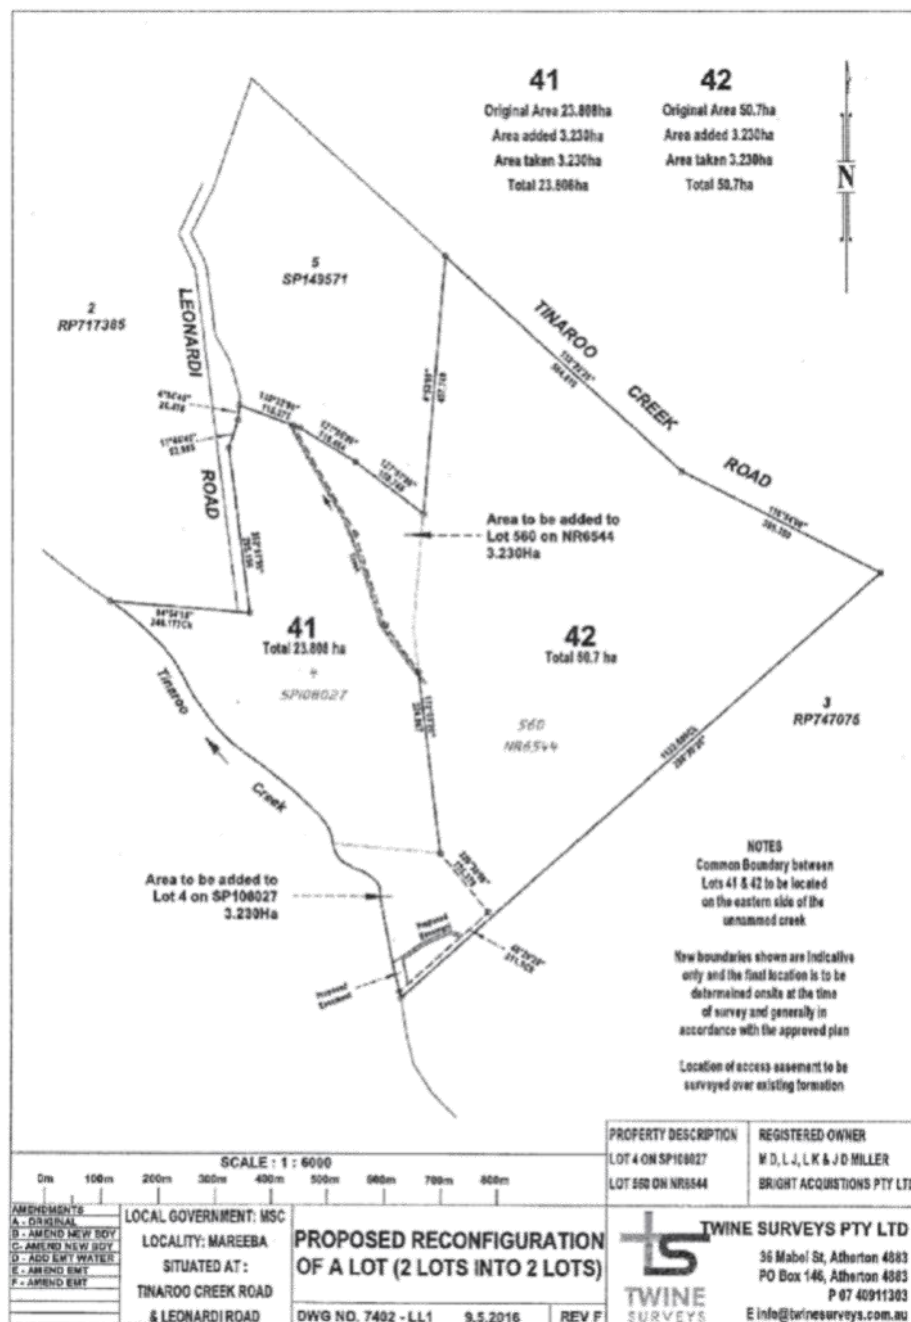 41
Original Area 23.808ha
Area added 3.230ha
Area taken 3.230ha
Total 23.808ha
42
Original Area 50.7ha
Area added 3.230ha
Area taken 3.230ha
Total 50.7ha
N
5
SP149571
2
RP717385
LEONARDI
ROAD
TINAROO
CREEK
ROAD
Area to be added to
Lot 560 on NR6544
3.230Ha
41
Total 23.808 ha
4
SP108027
42
Total 50.7 ha
560
NR6544
3
RP747075
Tinaroo
Creek
Area to be added to
Lot 4 on SP108027
3.230Ha
Proposed
Easement
Proposed
Easement
NOTES
Common Boundary between
Lots 41 & 42 to be located
on the eastern side of the
unnammed creek
New boundaries shown are indicative
only and the final location is to be
determeined onsite at the time
of survey and generally in
accordance with the approved plan
Location of access easement to be
surveyed over existing formation
PROPERTY DESCRIPTION
LOT 4 ON SP108027
LOT 560 ON NR6544
REGISTERED OWNER
M D, L J, L K & J D MILLER
BRIGHT ACQUISTIONS PTY LTD
SCALE : 1 : 6000
0m 100m 200m 300m 400m 500m 600m 700m 800m
AMENDMENTS
A - ORIGINAL
B - AMEND NEW BDY
C - AMEND NEW BDY
D - ADD EMT WATER
E - AMEND EMT
F - AMEND EMT
LOCAL GOVERNMENT: MSC
LOCALITY: MAREEBA
SITUATED AT :
TINAROO CREEK ROAD
& LEONARDI ROAD
PROPOSED RECONFIGURATION
OF A LOT (2 LOTS INTO 2 LOTS)
DWG NO. 7402 - LL1 9.5.2016 REV F
TWINE
SURVEYS
TWINE SURVEYS PTY LTD
36 Mabel St, Atherton 4883
PO Box 146, Atherton 4883
P 07 40911303
E info@twinesurveys.com.au